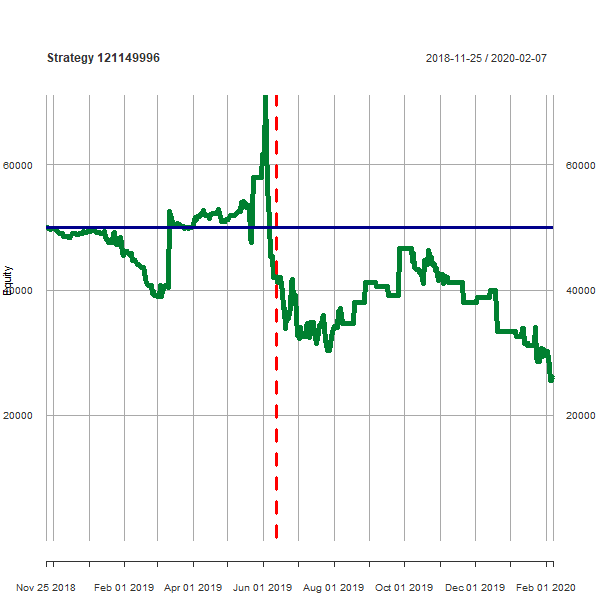 Strategy 121149996
2018-11-25 / 2020-02-07
60000
60000
Equity
40000
40000
20000
20000
Nov 25 2018
Feb 01 2019
Apr 01 2019
Jun 01 2019
Aug 01 2019
Oct 01 2019
Dec 01 2019
Feb 01 2020